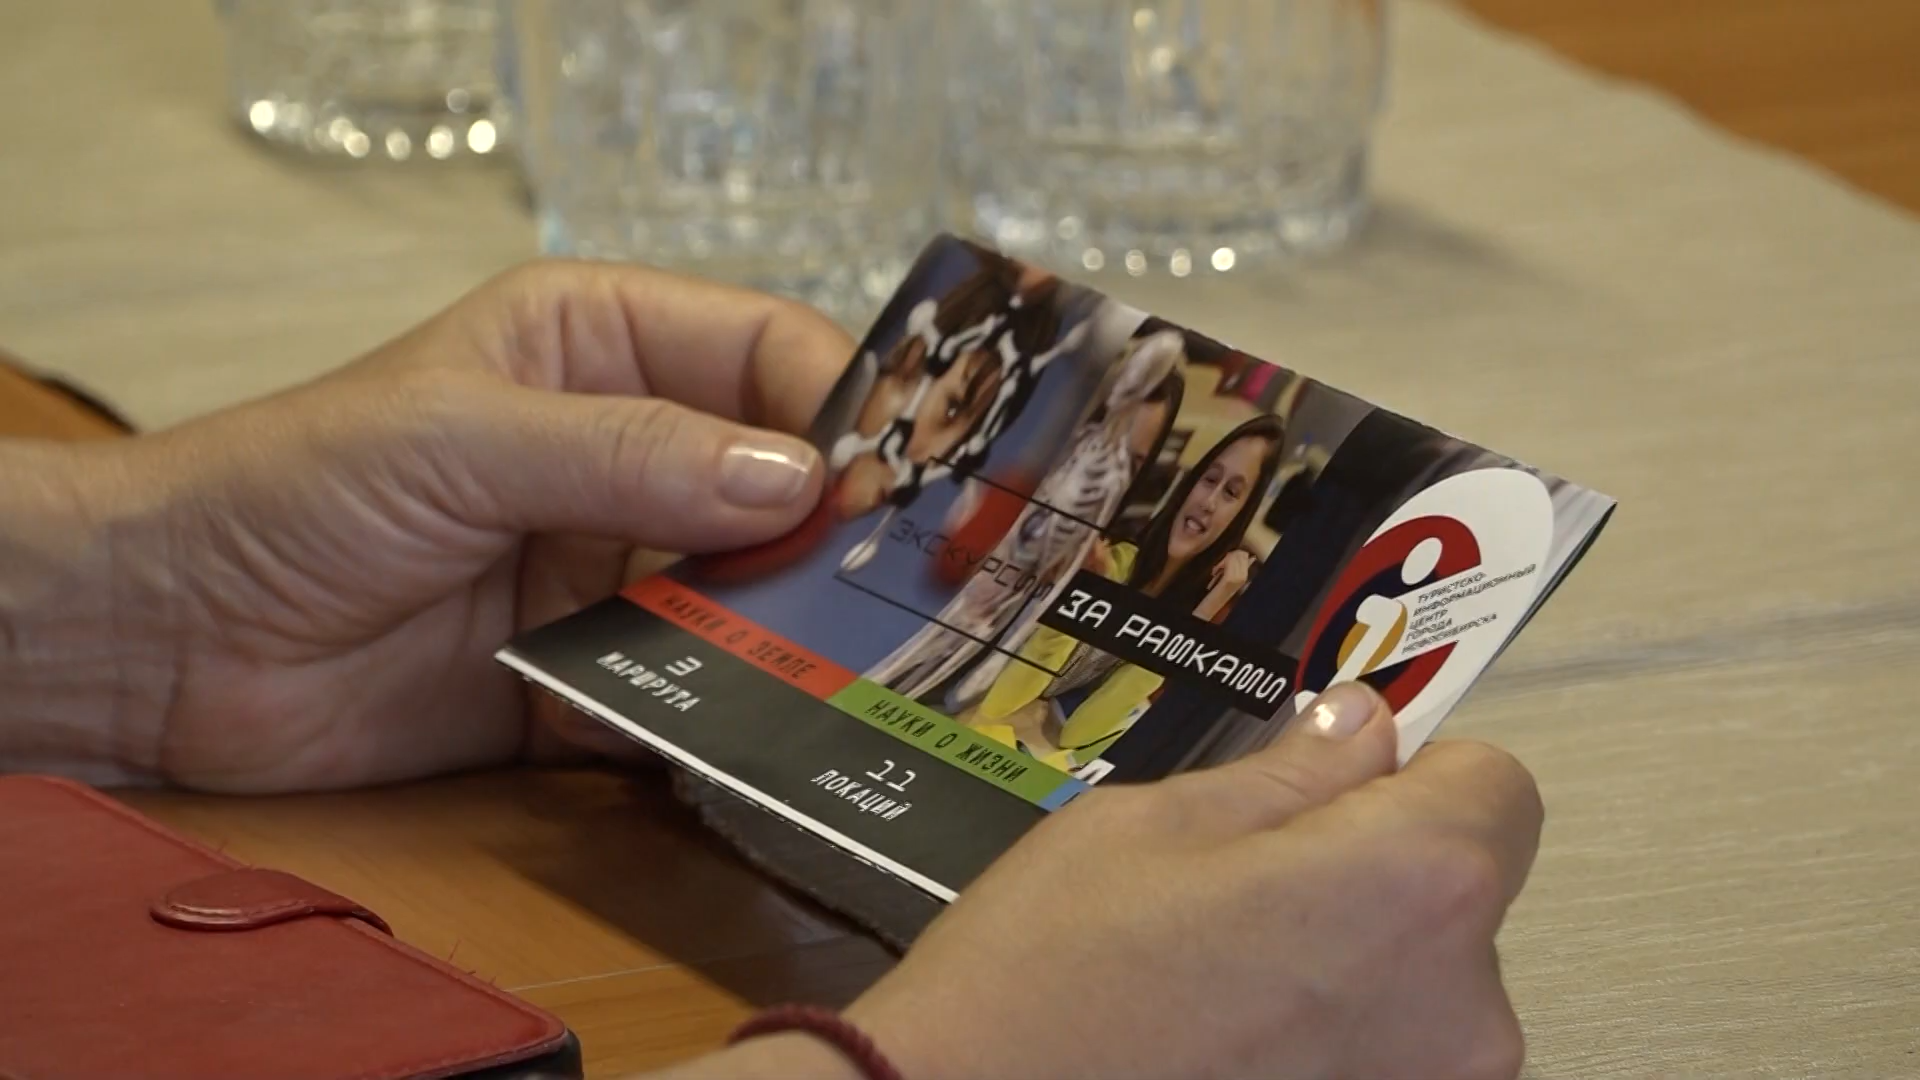 ЭКСКУРСИИ
ЗА РАМКАМИ
ТУРИСТСКО-
ИНФОРМАЦИОННЫЙ
ЦЕНТР
ГОРОДА
НОВОСИБИРСКА
НАУКИ О ЗЕМЛЕ
НАУКИ О ЖИЗНИ
3
МАРШРУТА
11
ЛОКАЦИЙ